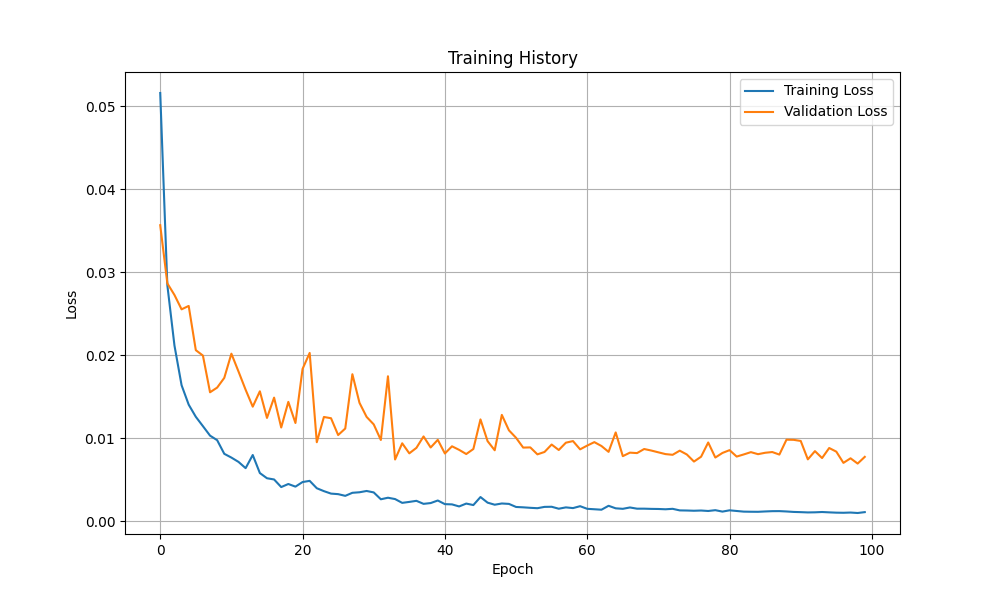 Training History
Training Loss
Validation Loss
0.05
0.04
0.03
0.02
0.01
0.00
Loss
0 20 40 60 80 100
Epoch